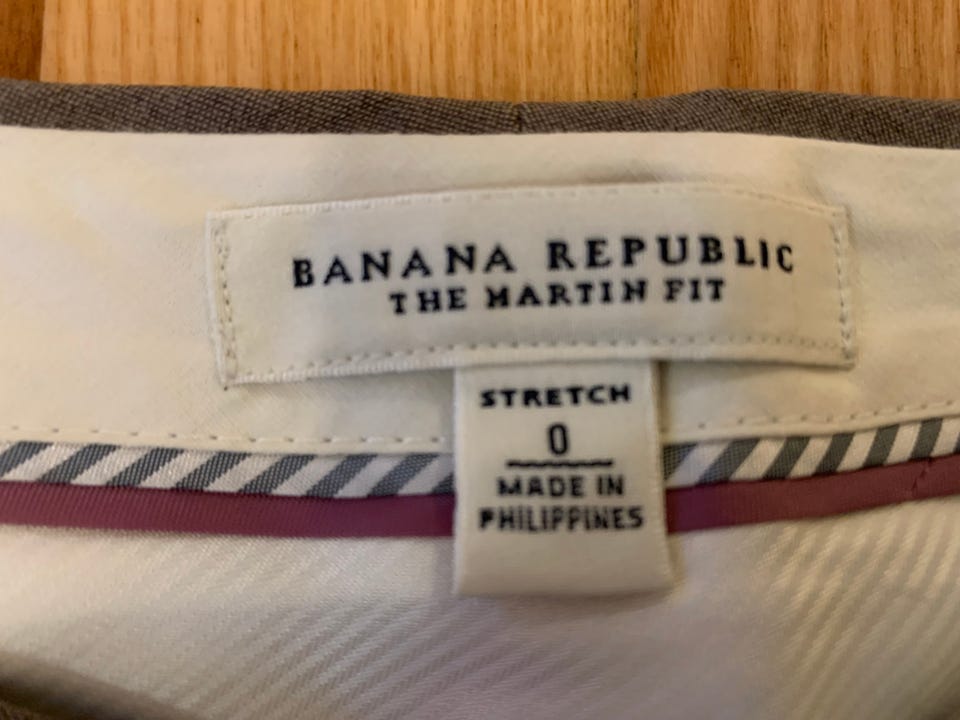 BANANA REPUBLIC
THE MARTIN FIT
STRETCH
0
MADE IN
PHILIPPINES